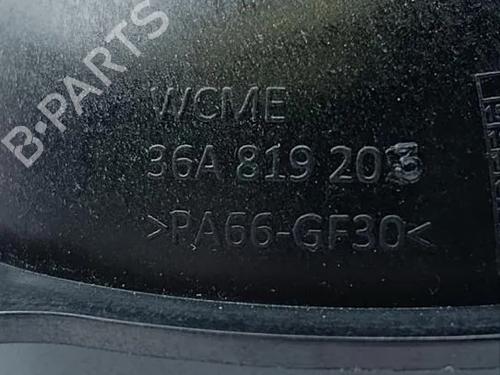 B-PARTS
WCME
36A 819 203
>PA66-GF30<